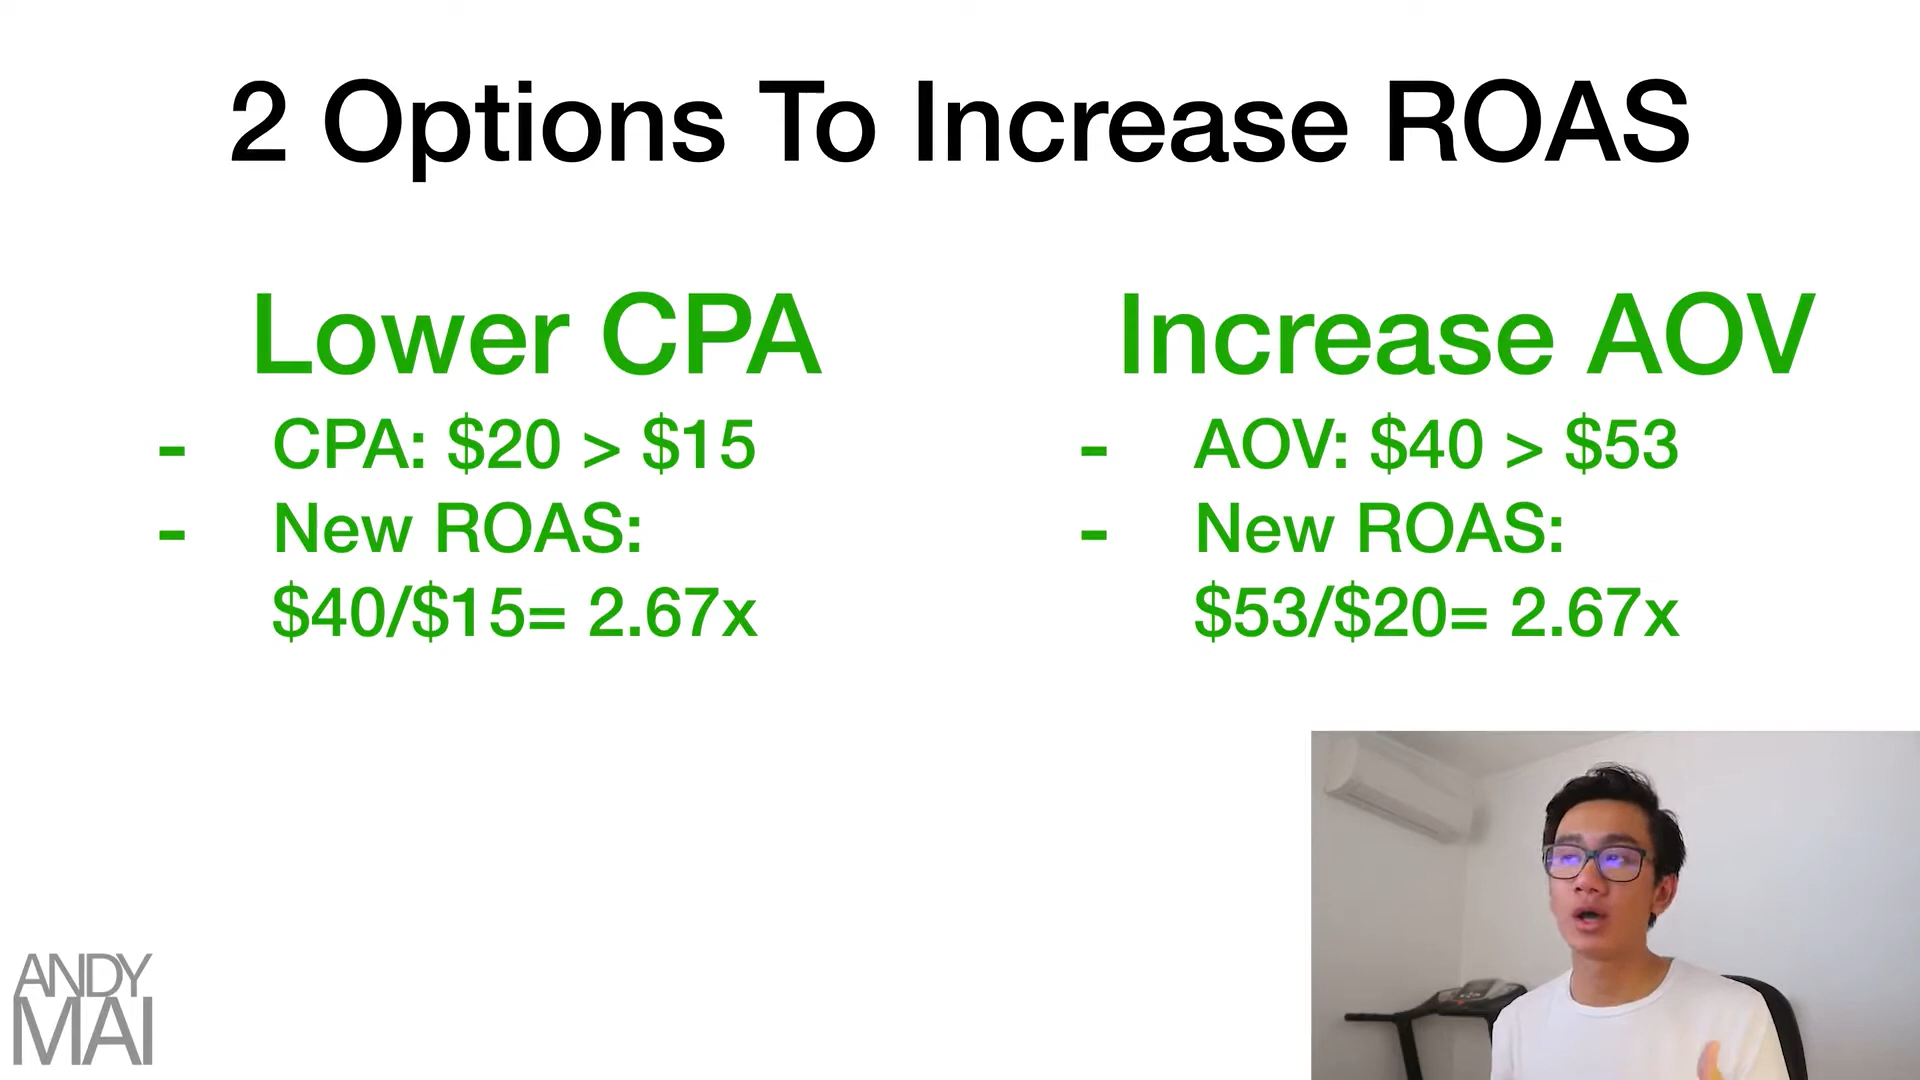 2 Options To Increase ROAS
Lower CPA
- CPA: $20 > $15
- New ROAS:
$40/$15= 2.67x
Increase AOV
- AOV: $40 > $53
- New ROAS:
$53/$20= 2.67x
ANDY
MAI